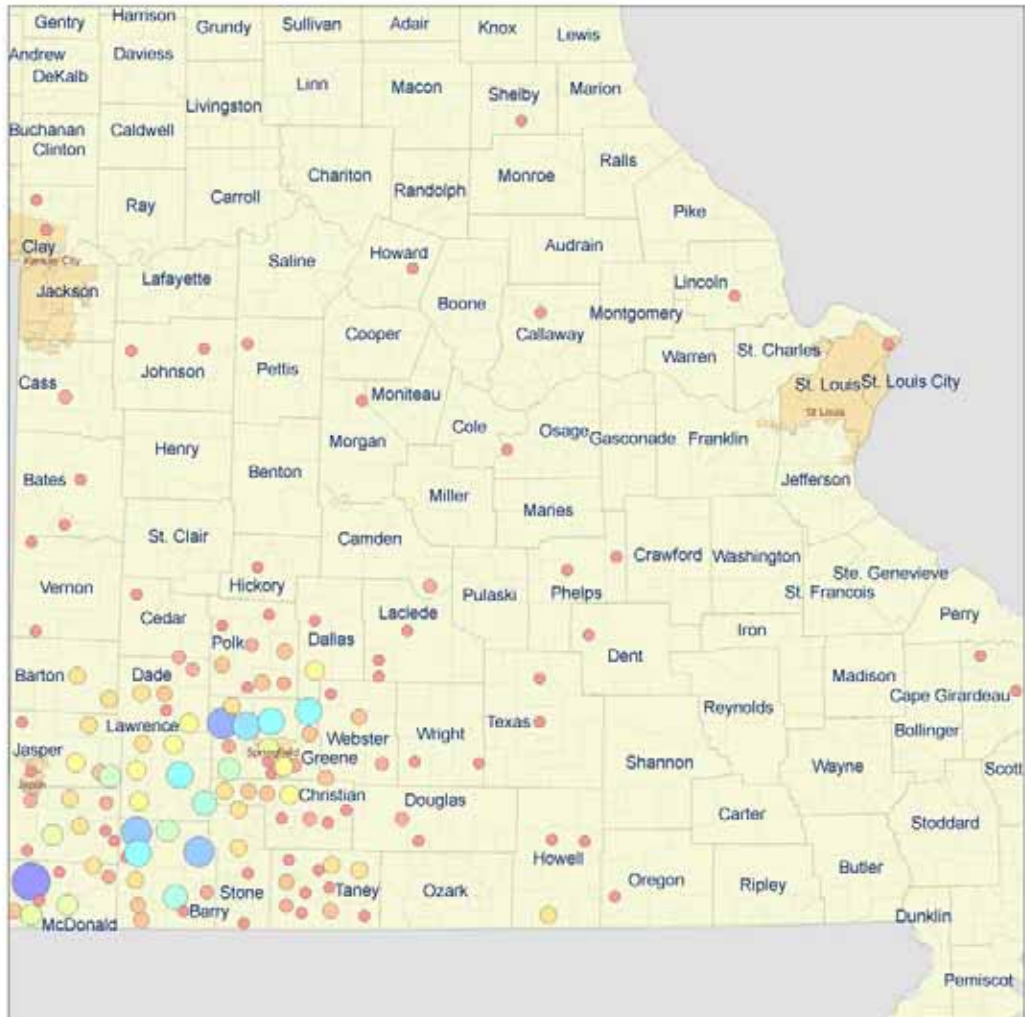 Gentry
Harrison
Grundy
Sullivan
Adair
Knox
Lewis
Andrew
DeKalb
Daviess
Linn
Macon
Shelby
Marion
Livingston
Buchanan
Clinton
Caldwell
Ralls
Chariton
Randolph
Monroe
Ray
Carroll
Pike
Clay
Kansas City
Saline
Howard
Audrain
Lafayette
Jackson
Lincoln
Boone
Montgomery
Cooper
Callaway
Warren
St. Charles
Johnson
Pettis
Cass
Moniteau
St. Louis
St. Louis City
St Louis
Morgan
Cole
Osage
Gasconade
Franklin
Henry
Benton
Bates
Jefferson
Miller
Maries
St. Clair
Camden
Crawford
Washington
Ste. Genevieve
Vernon
Hickory
Pulaski
Phelps
St. Francois
Cedar
Laclede
Perry
Polk
Dallas
Iron
Dent
Barton
Dade
Madison
Cape Girardeau
Reynolds
Lawrence
Webster
Wright
Texas
Bollinger
Jasper
Springfield
Greene
Shannon
Wayne
Scott
Joplin
Christian
Douglas
Carter
Stoddard
Howell
Butler
Stone
Taney
Ozark
Oregon
Ripley
Barry
McDonald
Dunklin
Pemiscot